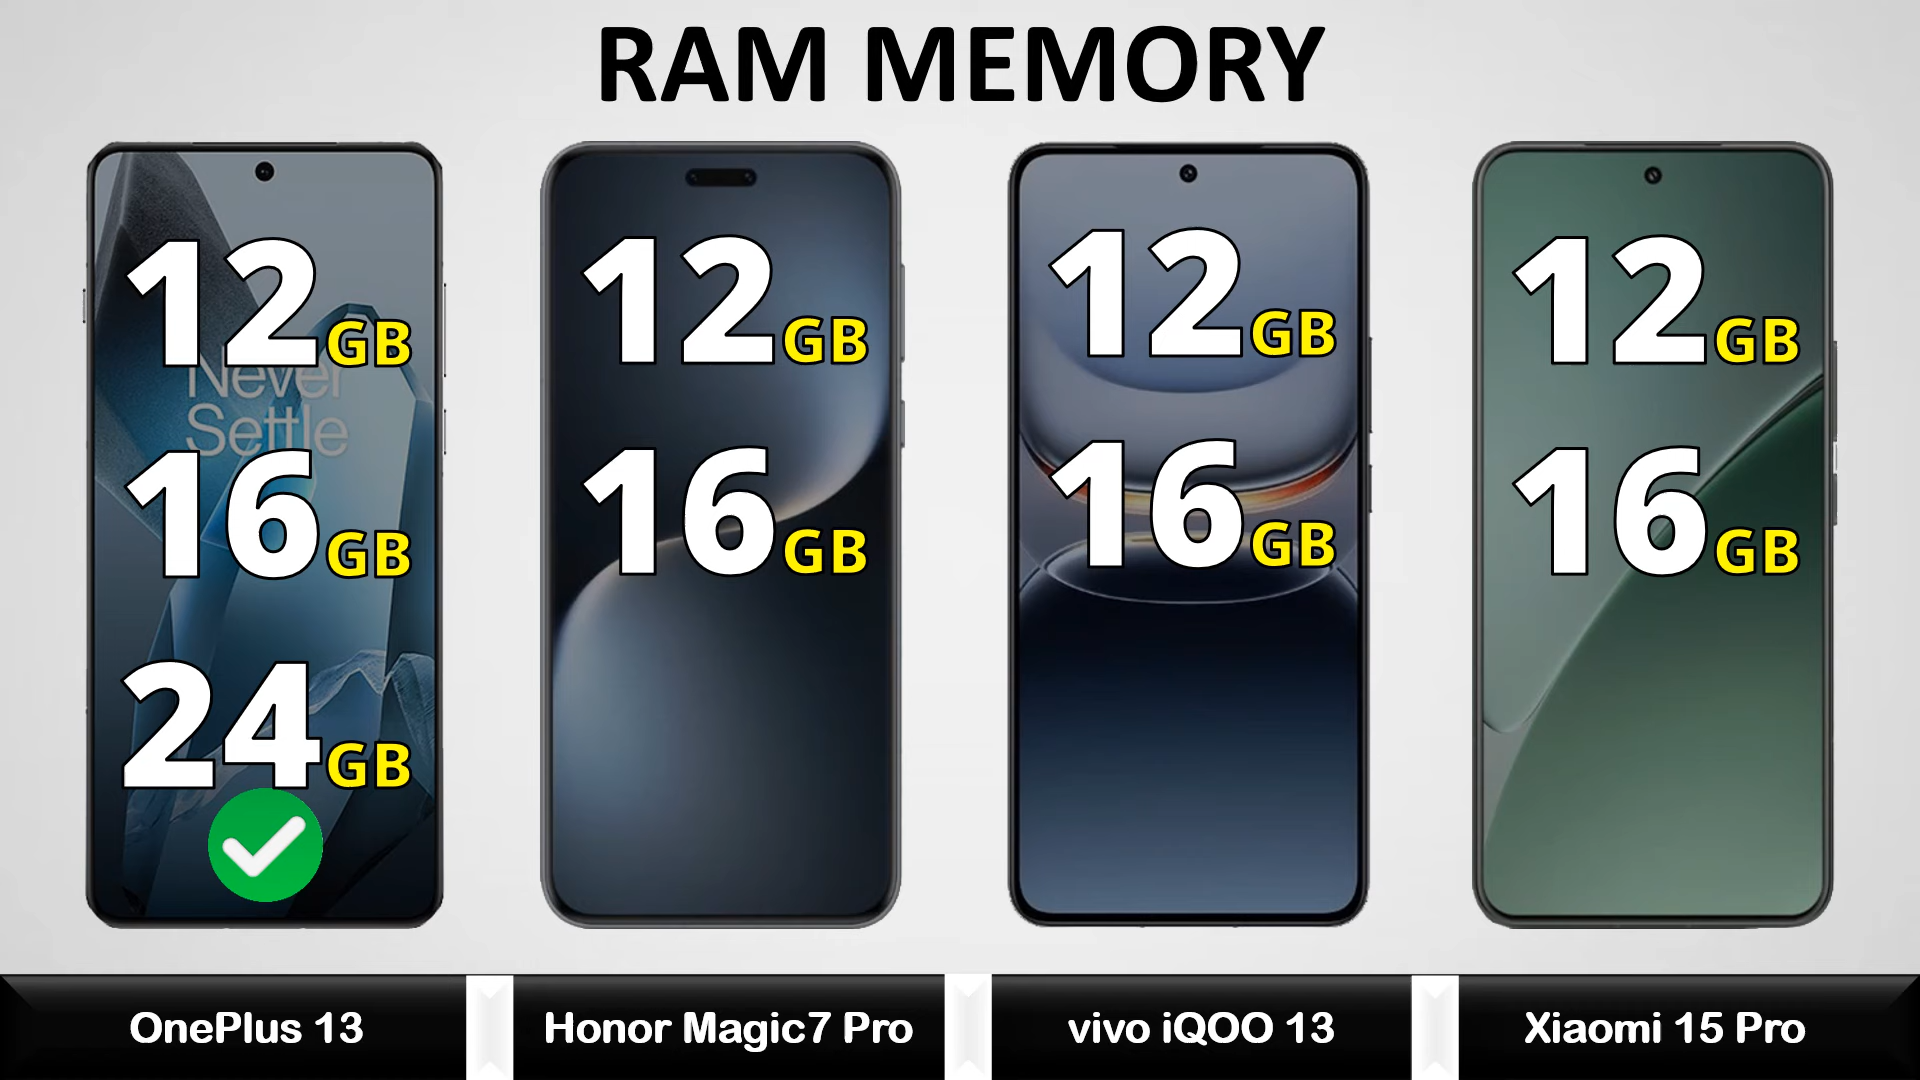 RAM MEMORY
12GB
Never
Settle
16GB
24GB
12GB
16GB
12GB
16GB
12GB
16GB
OnePlus 13
Honor Magic7 Pro
vivo iQOO 13
Xiaomi 15 Pro